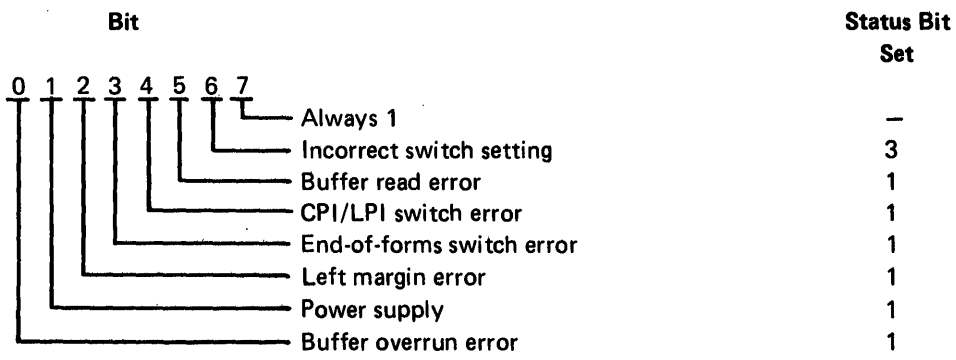 Bit Status Bit
Set
0 1 2 3 4 5 6 7
Always 1 –
Incorrect switch setting 3
Buffer read error 1
CPI/LPI switch error 1
End-of-forms switch error 1
Left margin error 1
Power supply 1
Buffer overrun error 1